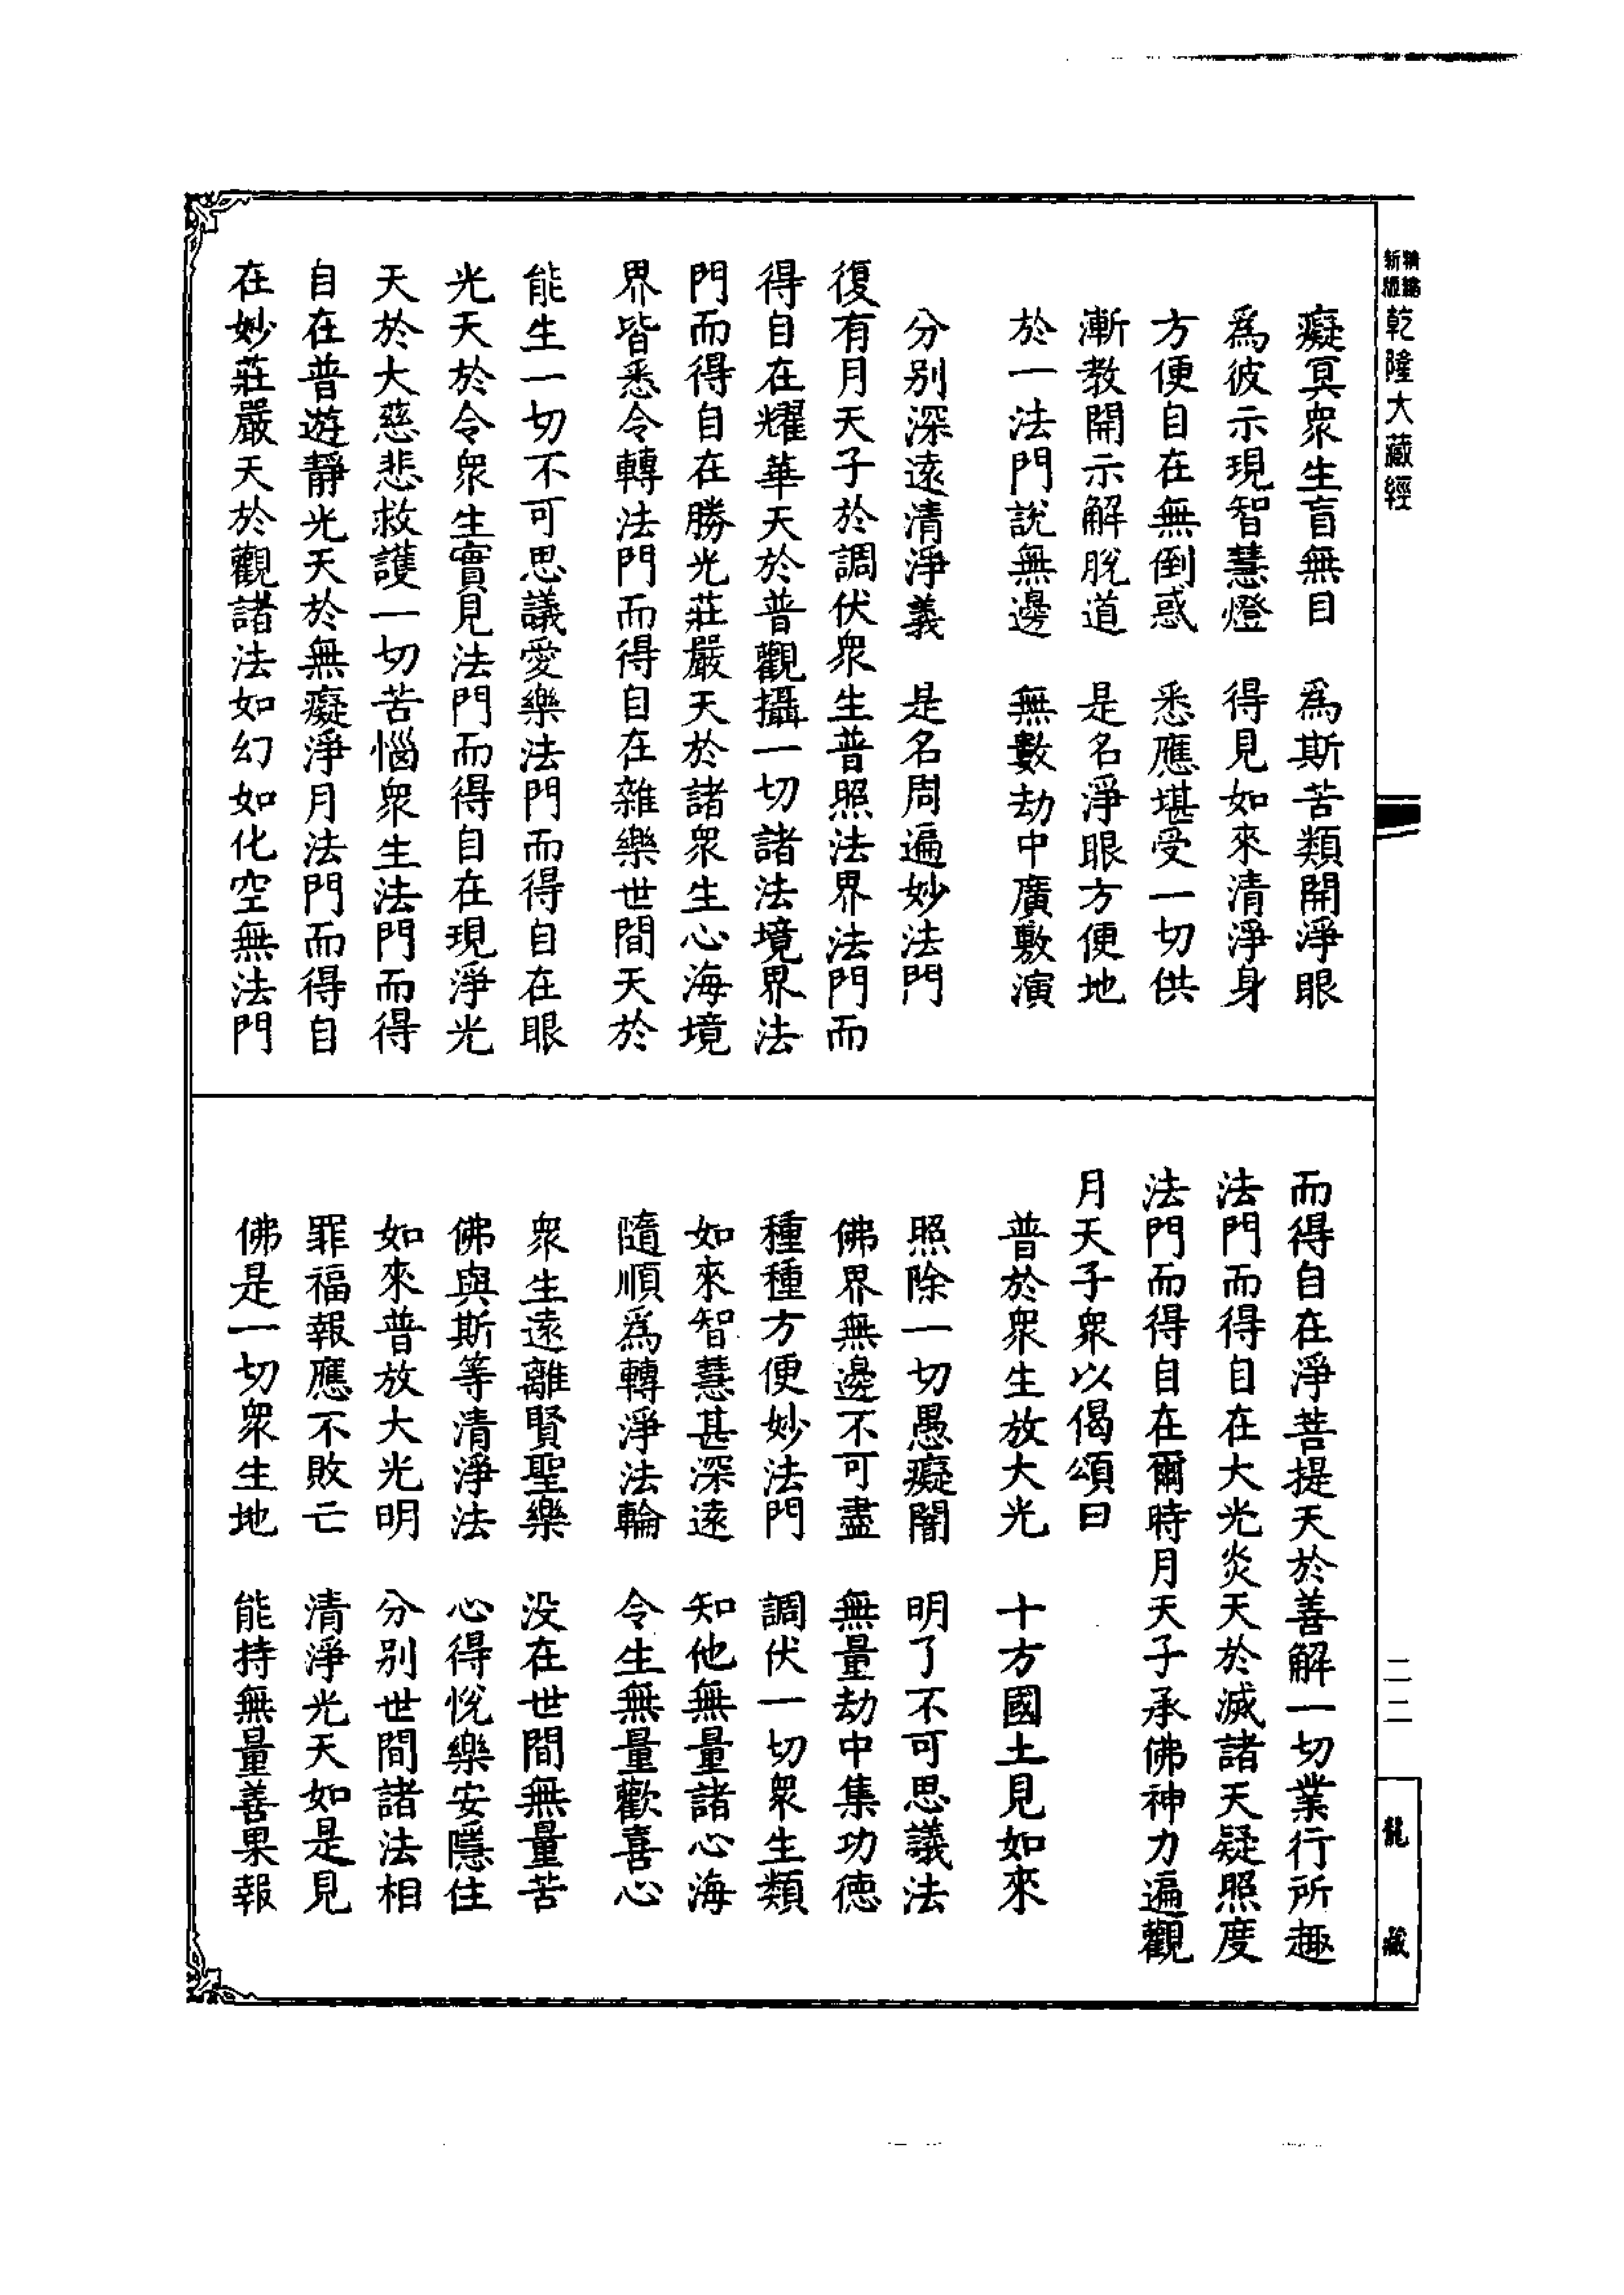 新版
乾隆大藏經
癡冥眾生盲無目　爲斯苦類開淨眼
爲彼示現智慧燈　得見如來清淨身
方便自在無倒惑　悉應堪受一切供
漸教開示解脫道　是名淨眼方便地
於一法門說無邊　無數劫中廣敷演
分別深遠清淨義　是名周遍妙法門
復有月天子於調伏眾生普照法界法門而
得自在耀華天於普觀攝一切諸法境界法
門而得自在勝光莊嚴天於諸眾生心海境
界皆悉令轉法門而得自在雜樂世間天於
能生一切不可思議愛樂法門而得自在眼
光天於令眾生實見法門而得自在現淨光
天於大慈悲救護一切苦惱眾生法門而得
自在普遊靜光天於無癡淨月法門而得自
在妙莊嚴天於觀諸法如幻如化空無法門
而得自在淨菩提天於善解一切業行所趣
法門而得自在大光炎天於滅諸天疑照度
法門而得自在爾時月天子承佛神力遍觀
月天子眾以偈頌曰
普於眾生放大光　十方國土見如來
照除一切愚癡闇　明了不可思議法
佛界無邊不可盡　無量劫中集功德
種種方便妙法門　調伏一切眾生類
如來智慧甚深遠　知他無量諸心海
隨順爲轉淨法輪　令生無量歡喜心
眾生遠離賢聖樂　没在世間無量苦
佛與斯等清淨法　心得悅樂安隱住
如來普放大光明　分別世間諸法相
罪福報應不敗亡　清淨光天如是見
佛是一切眾生地　能持無量善果報
二二
龍藏